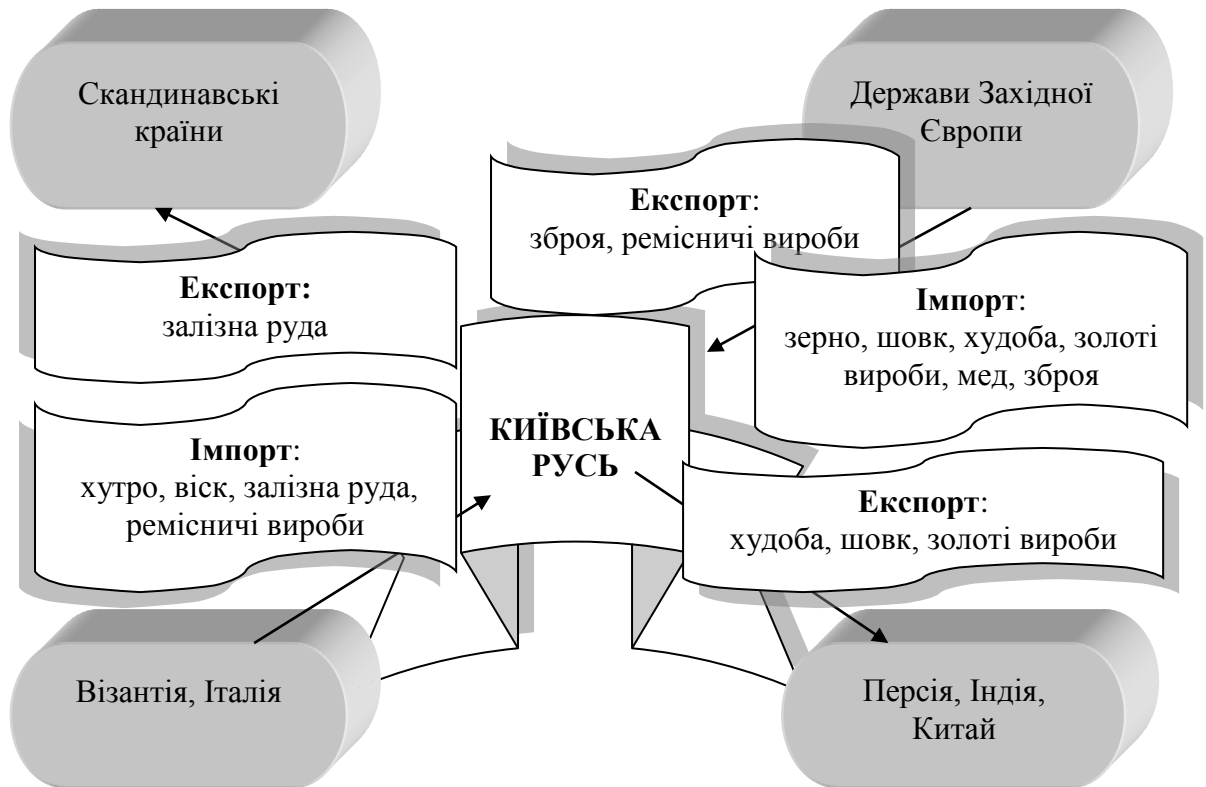 Скандинавські
країни
Держави Західної
Європи
Експорт:
зброя, ремісничі вироби
Експорт:
залізна руда
Імпорт:
зерно, шовк, худоба, золоті
вироби, мед, зброя
КИЇВСЬКА
РУСЬ
Імпорт:
хутро, віск, залізна руда,
ремісничі вироби
Експорт:
худоба, шовк, золоті вироби
Візантія, Італія
Персія, Індія,
Китай